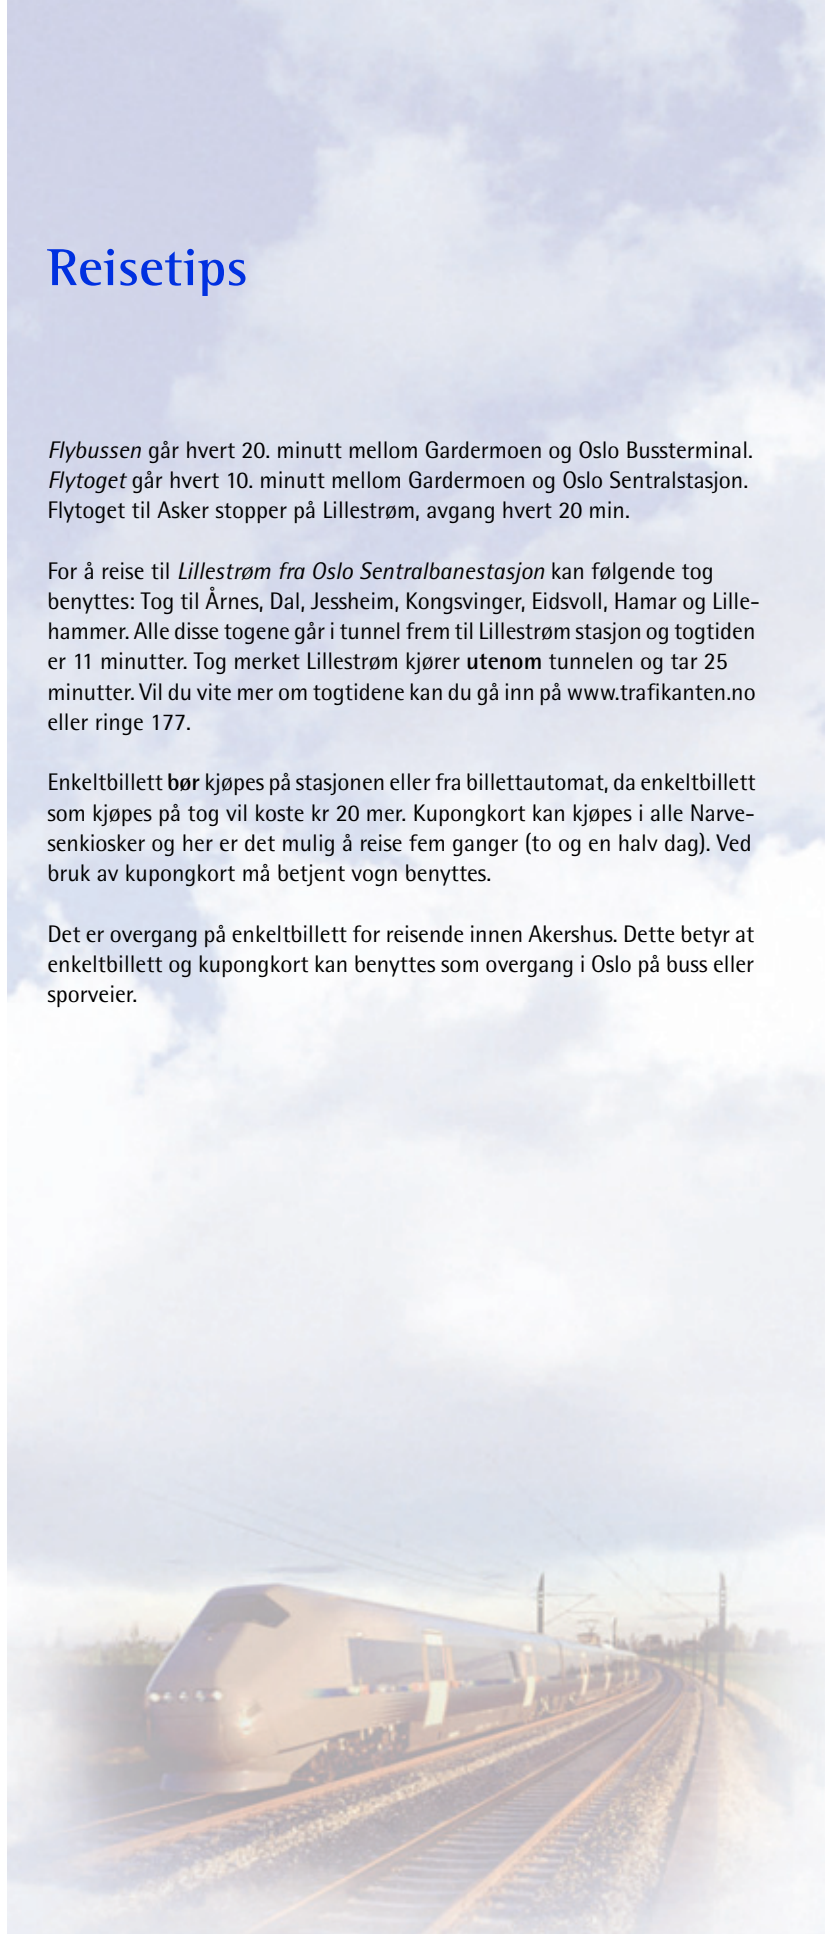 Reisetips
Flybussen går hvert 20. minutt mellom Gardermoen og Oslo Bussterminal.
Flytoget går hvert 10. minutt mellom Gardermoen og Oslo Sentralstasjon.
Flytoget til Asker stopper på Lillestrøm, avgang hvert 20 min.
For å reise til Lillestrøm fra Oslo Sentralbanestasjon kan følgende tog
benyttes: Tog til Årnes, Dal, Jessheim, Kongsvinger, Eidsvoll, Hamar og Lille-
hammer. Alle disse togene går i tunnel frem til Lillestrøm stasjon og togtiden
er 11 minutter. Tog merket Lillestrøm kjører utenom tunnelen og tar 25
minutter. Vil du vite mer om togtidene kan du gå inn på www.trafikanten.no
eller ringe 177.
Enkeltbillett bør kjøpes på stasjonen eller fra billettautomat, da enkeltbillett
som kjøpes på tog vil koste kr 20 mer. Kupongkort kan kjøpes i alle Narve-
senkiosker og her er det mulig å reise fem ganger (to og en halv dag). Ved
bruk av kupongkort må betjent vogn benyttes.
Det er overgang på enkeltbillett for reisende innen Akershus. Dette betyr at
enkeltbillett og kupongkort kan benyttes som overgang i Oslo på buss eller
sporveier.